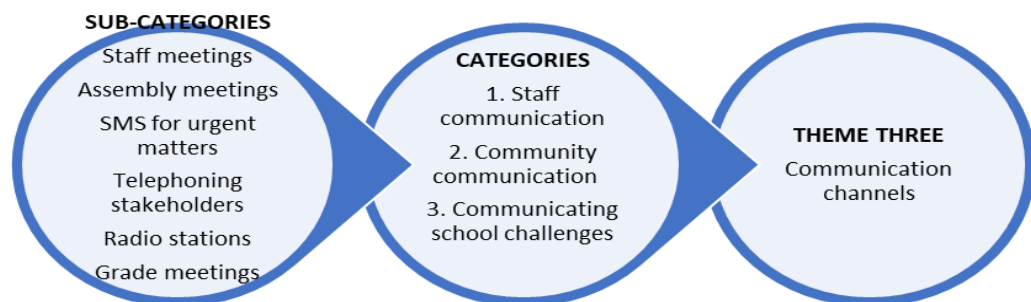 SUB-CATEGORIES
Staff meetings
Assembly meetings
SMS for urgent
matters
Telephoning
stakeholders
Radio stations
Grade meetings
CATEGORIES
1. Staff
communication
2. Community
communication
3. Communicating
school challenges
THEME THREE
Communication
channels